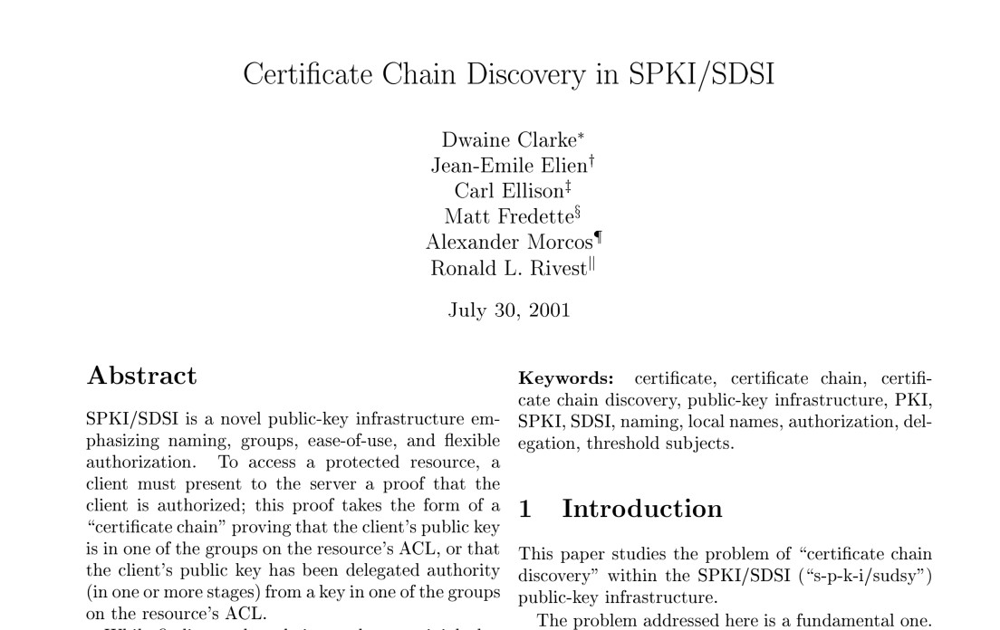 Certificate Chain Discovery in SPKI/SDSI
Dwaine Clarke*
Jean-Emile Elien†
Carl Ellison‡
Matt Fredette§
Alexander Morcos¶
Ronald L. Rivest||
July 30, 2001
Abstract
SPKI/SDSI is a novel public-key infrastructure em-
phasizing naming, groups, ease-of-use, and flexible
authorization. To access a protected resource, a
client must present to the server a proof that the
client is authorized; this proof takes the form of a
“certificate chain” proving that the client's public key
is in one of the groups on the resource's ACL, or that
the client's public key has been delegated authority
(in one or more stages) from a key in one of the groups
on the resource's ACL.
Keywords: certificate, certificate chain, certifi-
cate chain discovery, public-key infrastructure, PKI,
SPKI, SDSI, naming, local names, authorization, del-
egation, threshold subjects.
1 Introduction
This paper studies the problem of “certificate chain
discovery” within the SPKI/SDSI (“s-p-k-i/sudsy”)
public-key infrastructure.
The problem addressed here is a fundamental one.